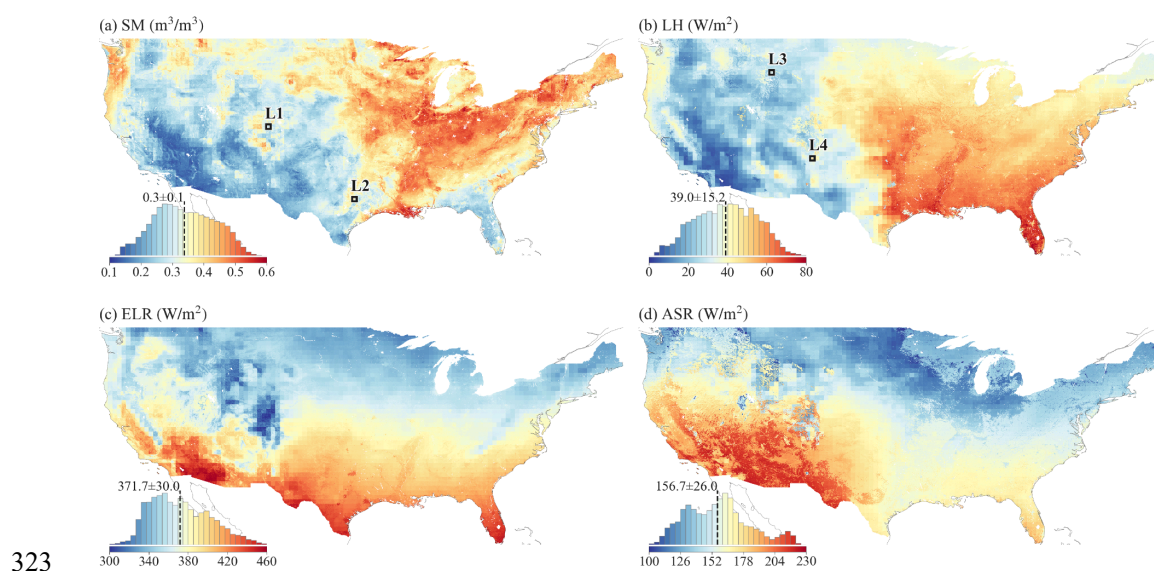 (a) SM (m³/m³)
L1
L2
0.3±0.1
0.1 0.2 0.3 0.4 0.5 0.6
(b) LH (W/m²)
L3
L4
39.0±15.2
0 20 40 60 80
(c) ELR (W/m²)
371.7±30.0
300 340 380 420 460
(d) ASR (W/m²)
156.7±26.0
100 126 152 178 204 230
323